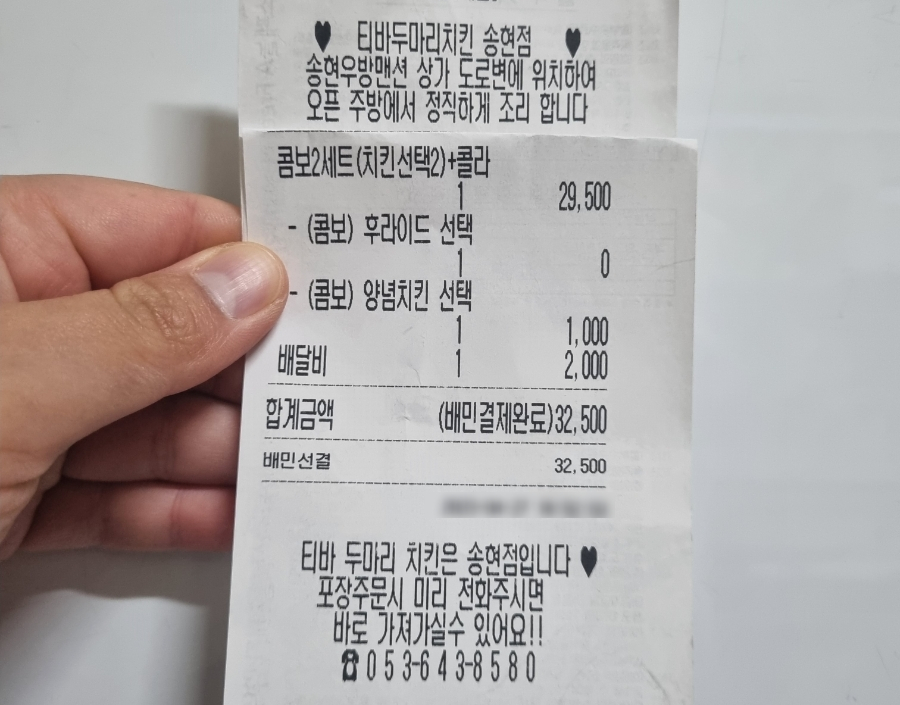 ♥ 티바두마리치킨 송현점 ♥
송현우방맨션 상가 도로변에 위치하여
오픈 주방에서 정직하게 조리 합니다
콤보2세트(치킨선택2)+콜라
1 29,500
- (콤보) 후라이드 선택
1 0
- (콤보) 양념치킨 선택
1 1,000
배달비 1 2,000
합계금액 (배민결제완료)32,500
배민선결 32,500
티바 두마리 치킨은 송현점입니다 ♥
포장주문시 미리 전화주시면
바로 가져가실수 있어요!!
☎053-643-8580